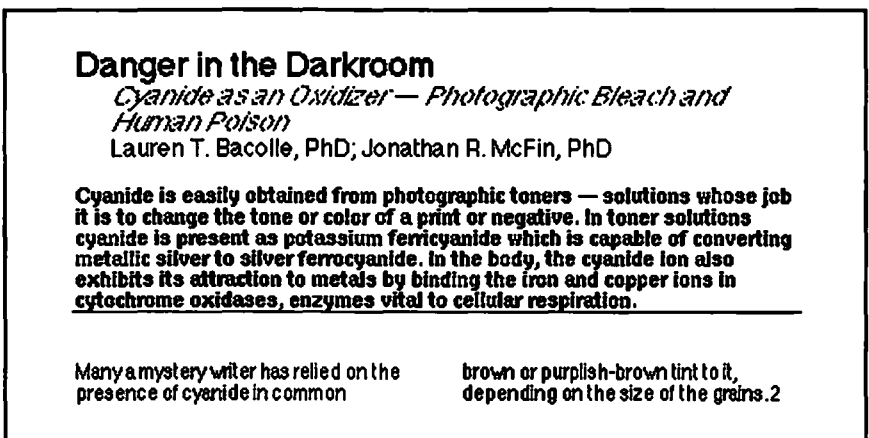 Danger in the Darkroom
Cyanide as an Oxidizer — Photographic Bleach and
Human Poison
Lauren T. Bacolle, PhD; Jonathan R. McFin, PhD
Cyanide is easily obtained from photographic toners — solutions whose job
it is to change the tone or color of a print or negative. In toner solutions
cyanide is present as potassium ferricyanide which is capable of converting
metallic silver to silver ferrocyanide. In the body, the cyanide ion also
exhibits its attraction to metals by binding the iron and copper ions in
cytochrome oxidases, enzymes vital to cellular respiration.
Many a mystery writer has relied on the
presence of cyanide in common
brown or purplish-brown tint to it,
depending on the size of the grains.2